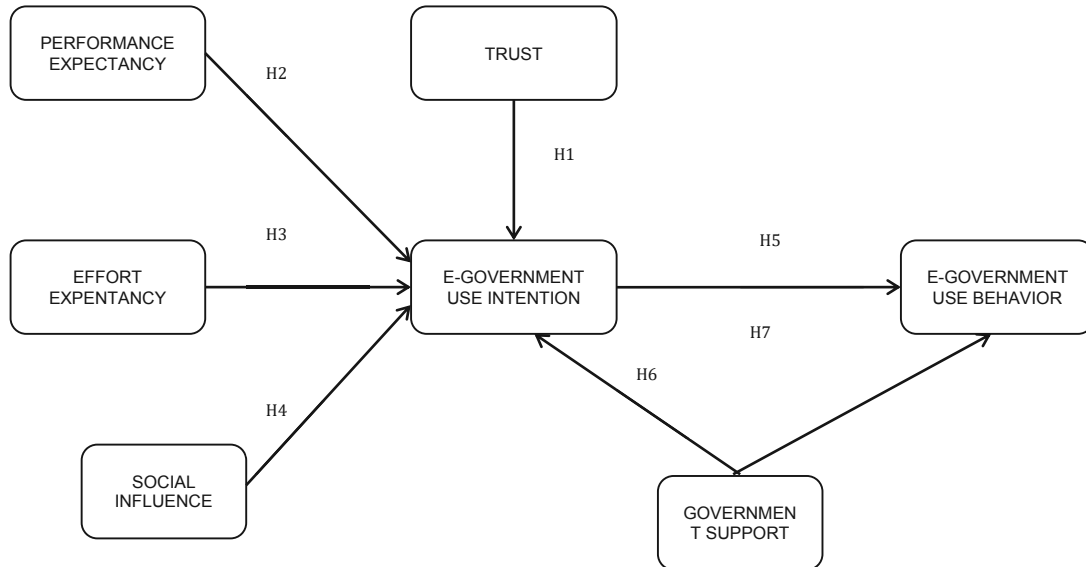 PERFORMANCE
EXPECTANCY
TRUST
H2
H1
H3
H5
EFFORT
EXPENTANCY
E-GOVERNMENT
USE INTENTION
E-GOVERNMENT
USE BEHAVIOR
H7
H6
H4
SOCIAL
INFLUENCE
GOVERNMEN
T SUPPORT